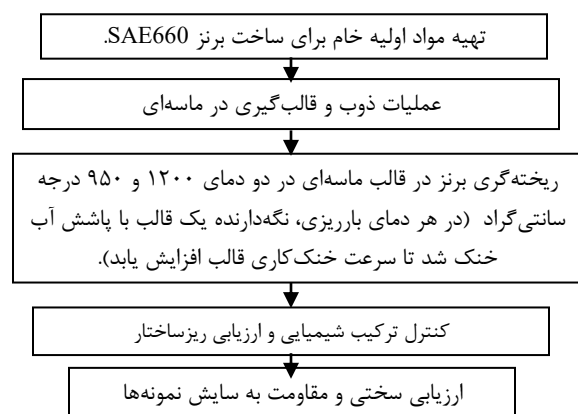 تهیه مواد اولیه خام برای ساخت برنز SAE660.
عملیات ذوب و قالب‌گیری در ماسه‌ای
ریخته‌گری برنز در قالب ماسه‌ای در دو دمای ۱۲۰۰ و ۹۵۰ درجه
سانتی‌گراد (در هر دمای بارریزی، نگه‌دارنده یک قالب با پاشش آب
خنک شد تا سرعت خنک‌کاری قالب افزایش یابد).
کنترل ترکیب شیمیایی و ارزیابی ریزساختار
ارزیابی سختی و مقاومت به سایش نمونه‌ها